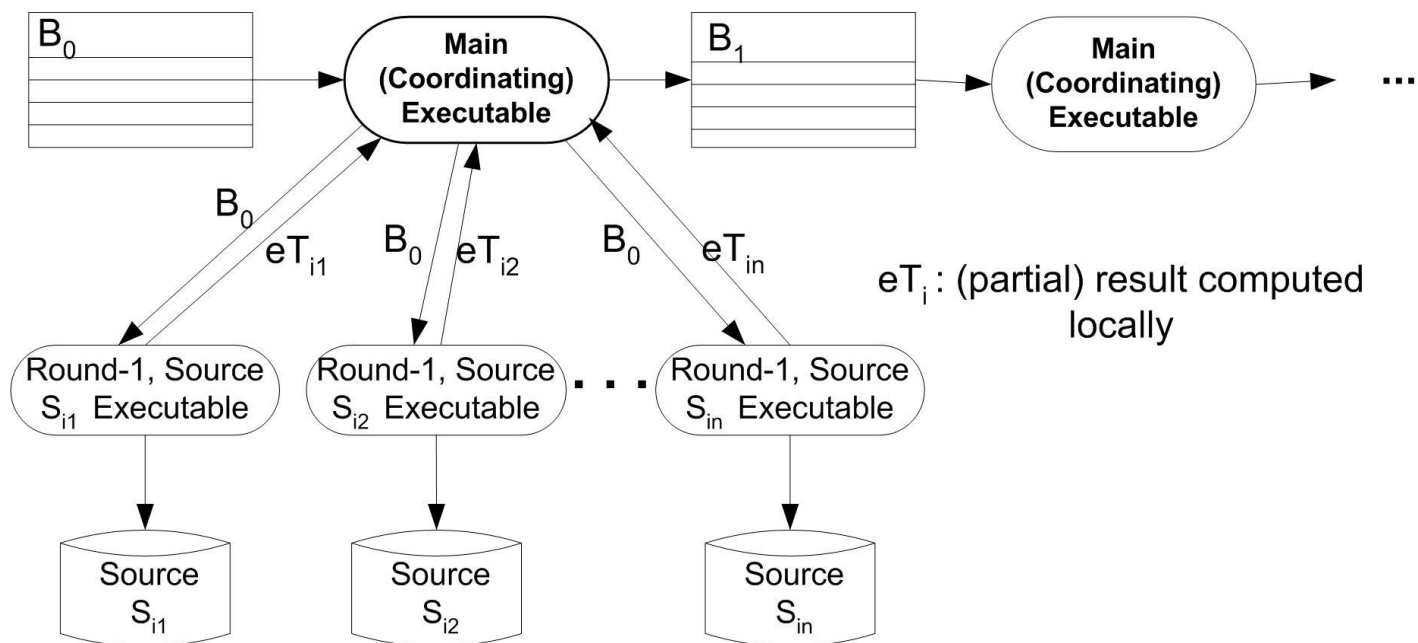 B₀
Main
(Coordinating)
Executable
B₁
Main
(Coordinating)
Executable
...
B₀
eTᵢ₁
B₀
eTᵢ₂
B₀
eTᵢₙ
eTᵢ : (partial) result computed
locally
Round-1, Source
Sᵢ₁ Executable
Round-1, Source
Sᵢ₂ Executable
. . .
Round-1, Source
Sᵢₙ Executable
Source
Sᵢ₁
Source
Sᵢ₂
Source
Sᵢₙ